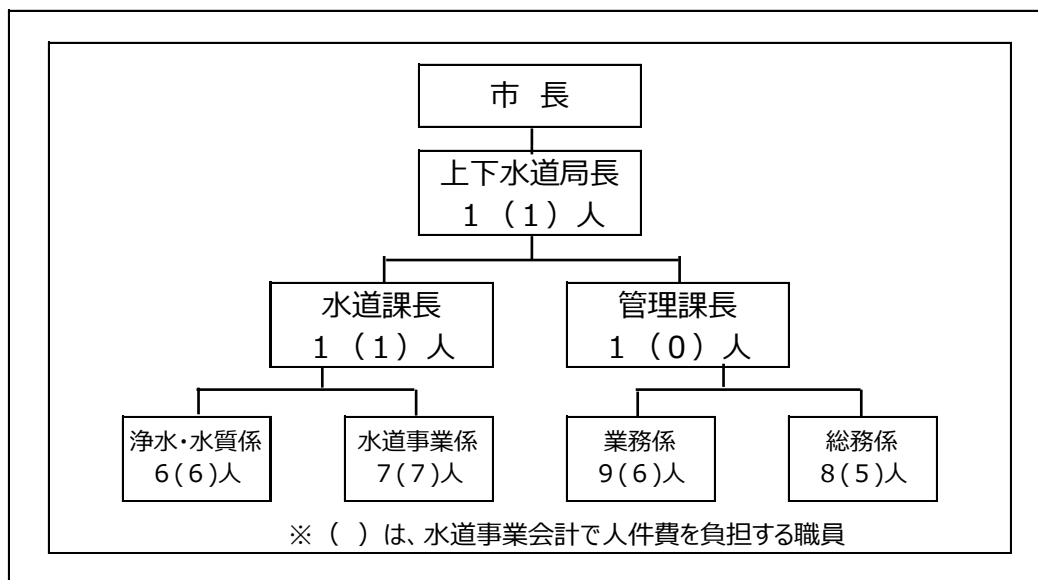 市 長
上下水道局長
1 (1) 人
水道課長
1 (1) 人
管理課長
1 (0) 人
浄水・水質係
6(6)人
水道事業係
7(7)人
業務係
9(6)人
総務係
8(5)人
※ ( ) は、水道事業会計で人件費を負担する職員